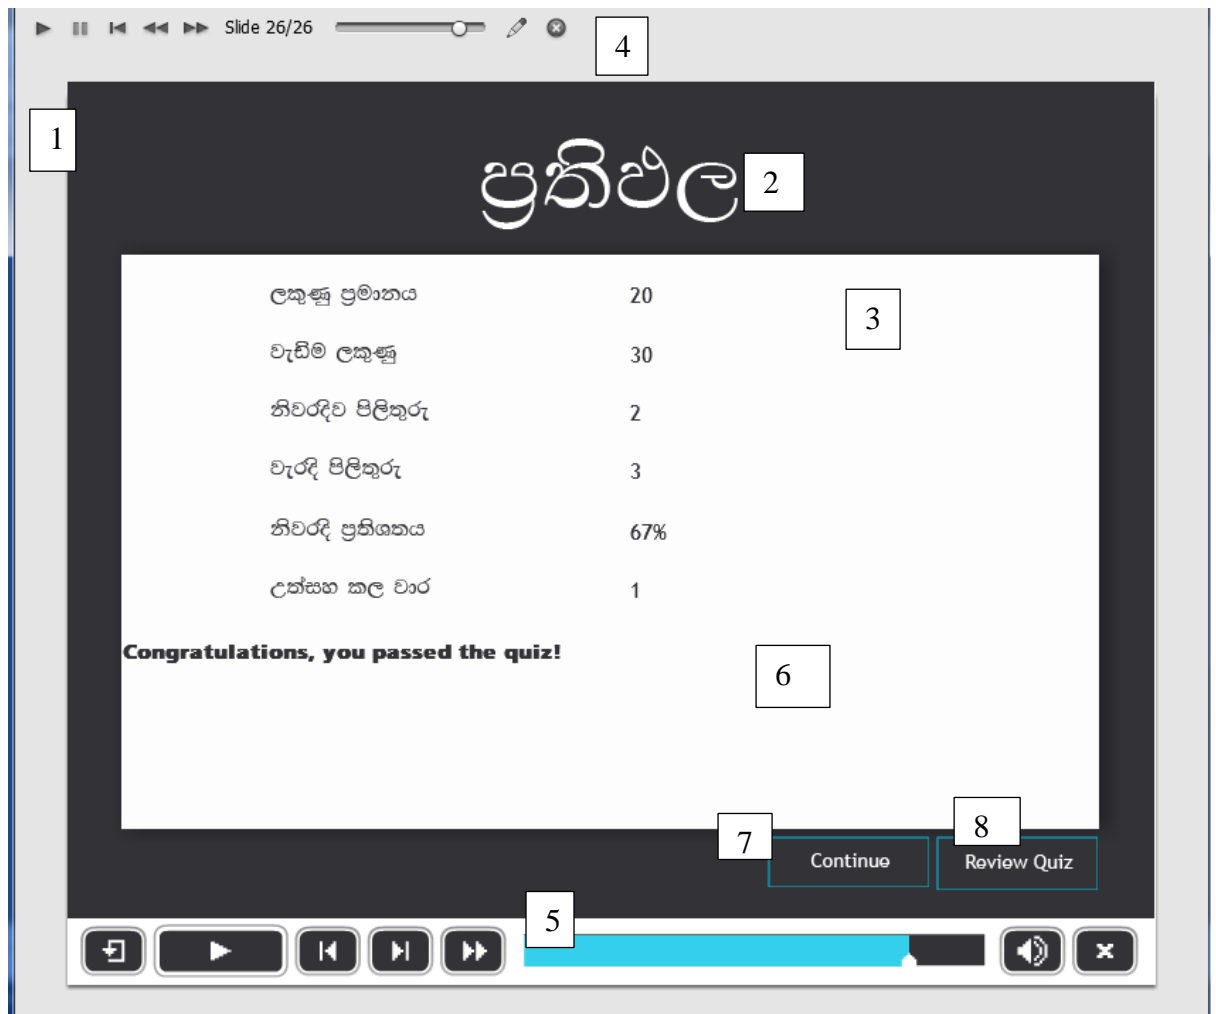 Slide 26/26
4
1
ප්‍රතිඵල
2
ලකුණු ප්‍රමානය 20
3
වැඩිම ලකුණු 30
නිවරදිව පිලිතුරු 2
වැරදි පිලිතුරු 3
නිවරදි ප්‍රතිශතය 67%
උත්සහ කල වාර 1
Congratulations, you passed the quiz!
6
7
8
Continue
Review Quiz
5